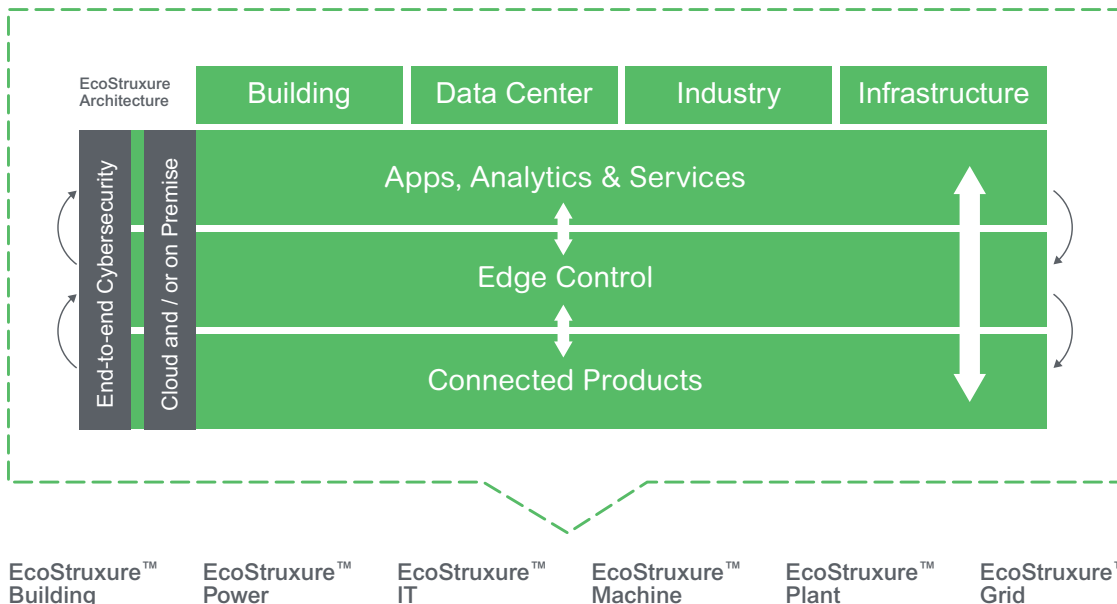 EcoStruxure
Architecture
Building
Data Center
Industry
Infrastructure
End-to-end Cybersecurity
Cloud and / or on Premise
Apps, Analytics & Services
Edge Control
Connected Products
EcoStruxure™
Building
EcoStruxure™
Power
EcoStruxure™
IT
EcoStruxure™
Machine
EcoStruxure™
Plant
EcoStruxure™
Grid